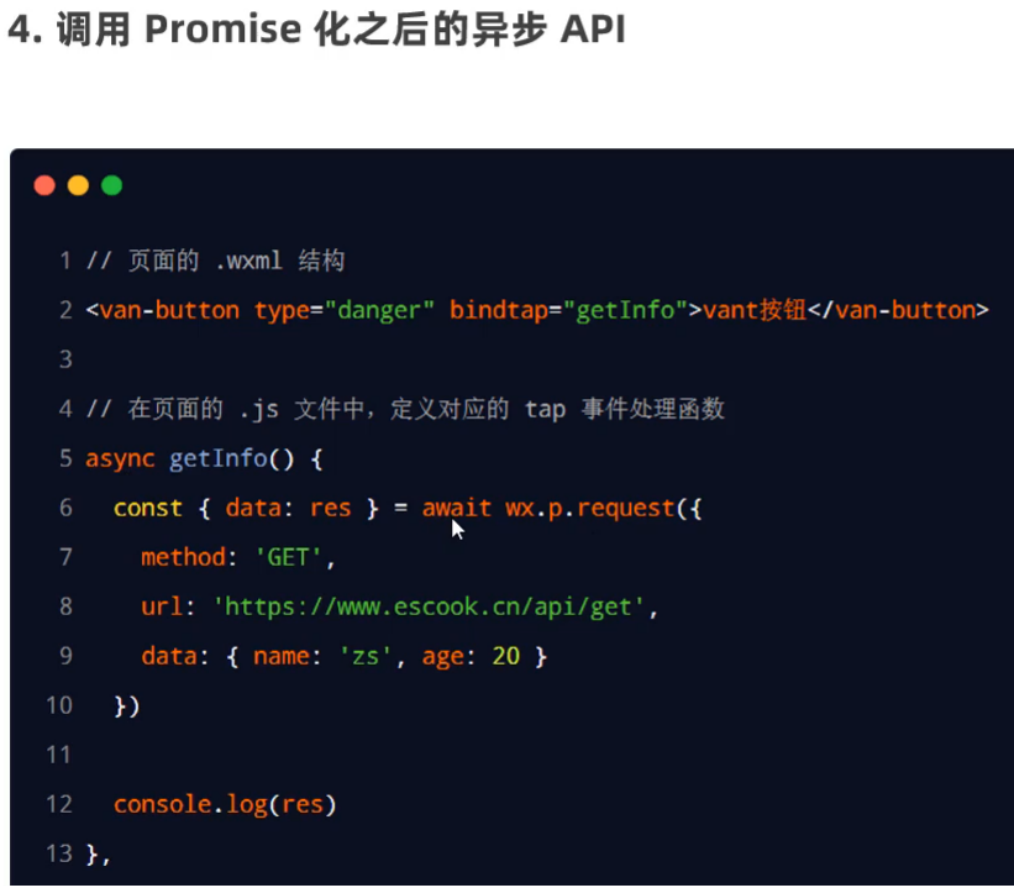 4. 调用 Promise 化之后的异步 API
1 // 页面的 .wxml 结构
2 <van-button type="danger" bindtap="getInfo">vant按钮</van-button>
3
4 // 在页面的 .js 文件中，定义对应的 tap 事件处理函数
5 async getInfo() {
6   const { data: res } = await wx.p.request({
7     method: 'GET',
8     url: 'https://www.escook.cn/api/get',
9     data: { name: 'zs', age: 20 }
10   })
11
12   console.log(res)
13 },